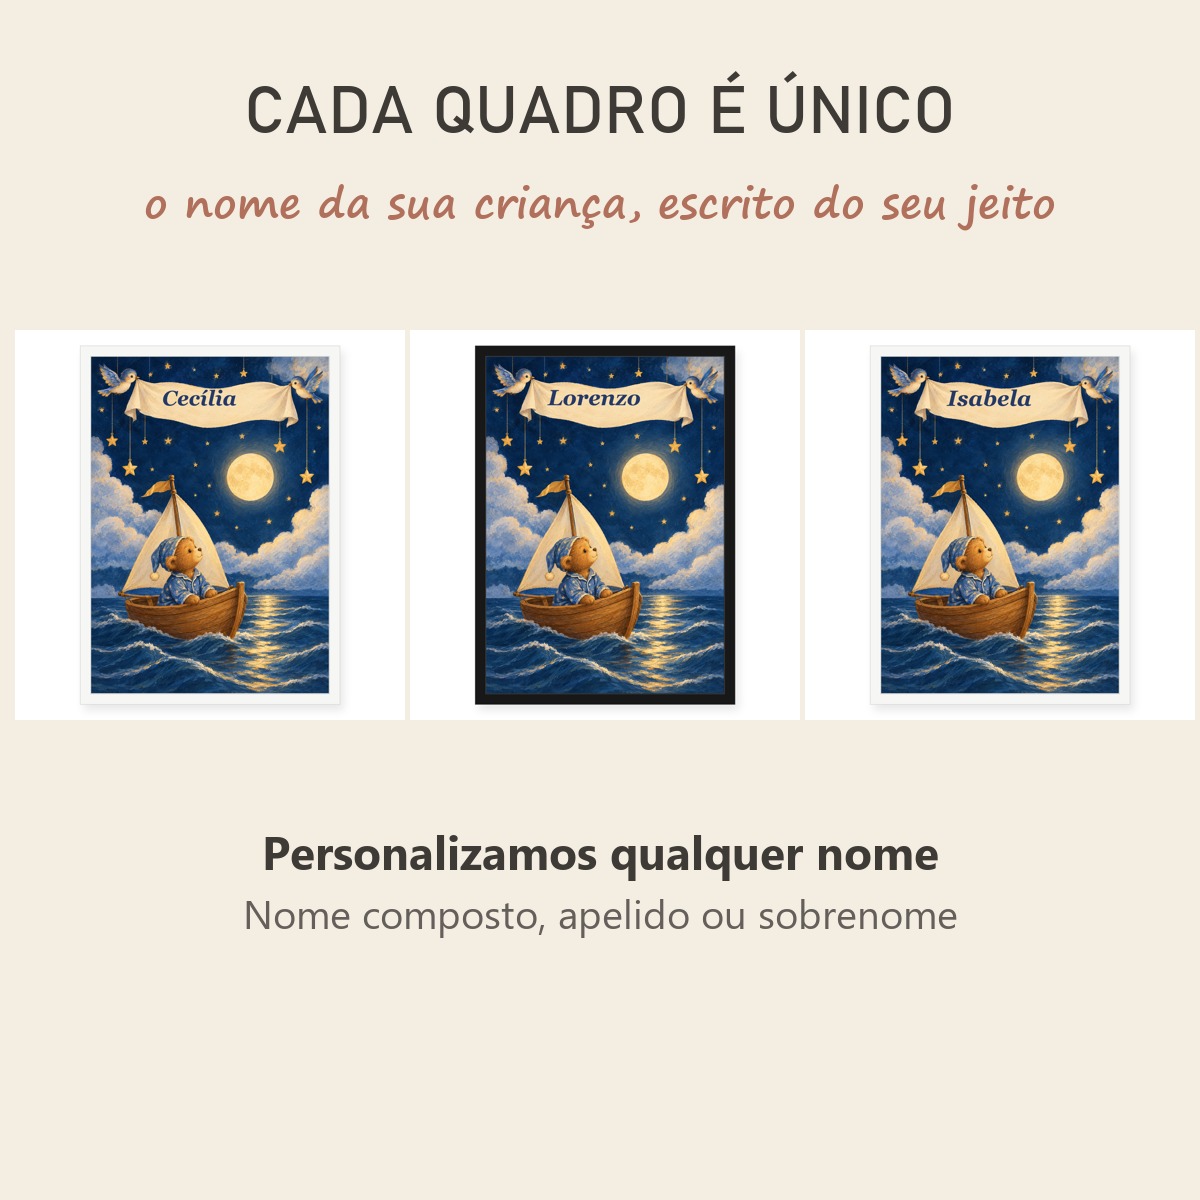 CADA QUADRO É ÚNICO
o nome da sua criança, escrito do seu jeito
Cecília
Lorenzo
Isabela
Personalizamos qualquer nome
Nome composto, apelido ou sobrenome